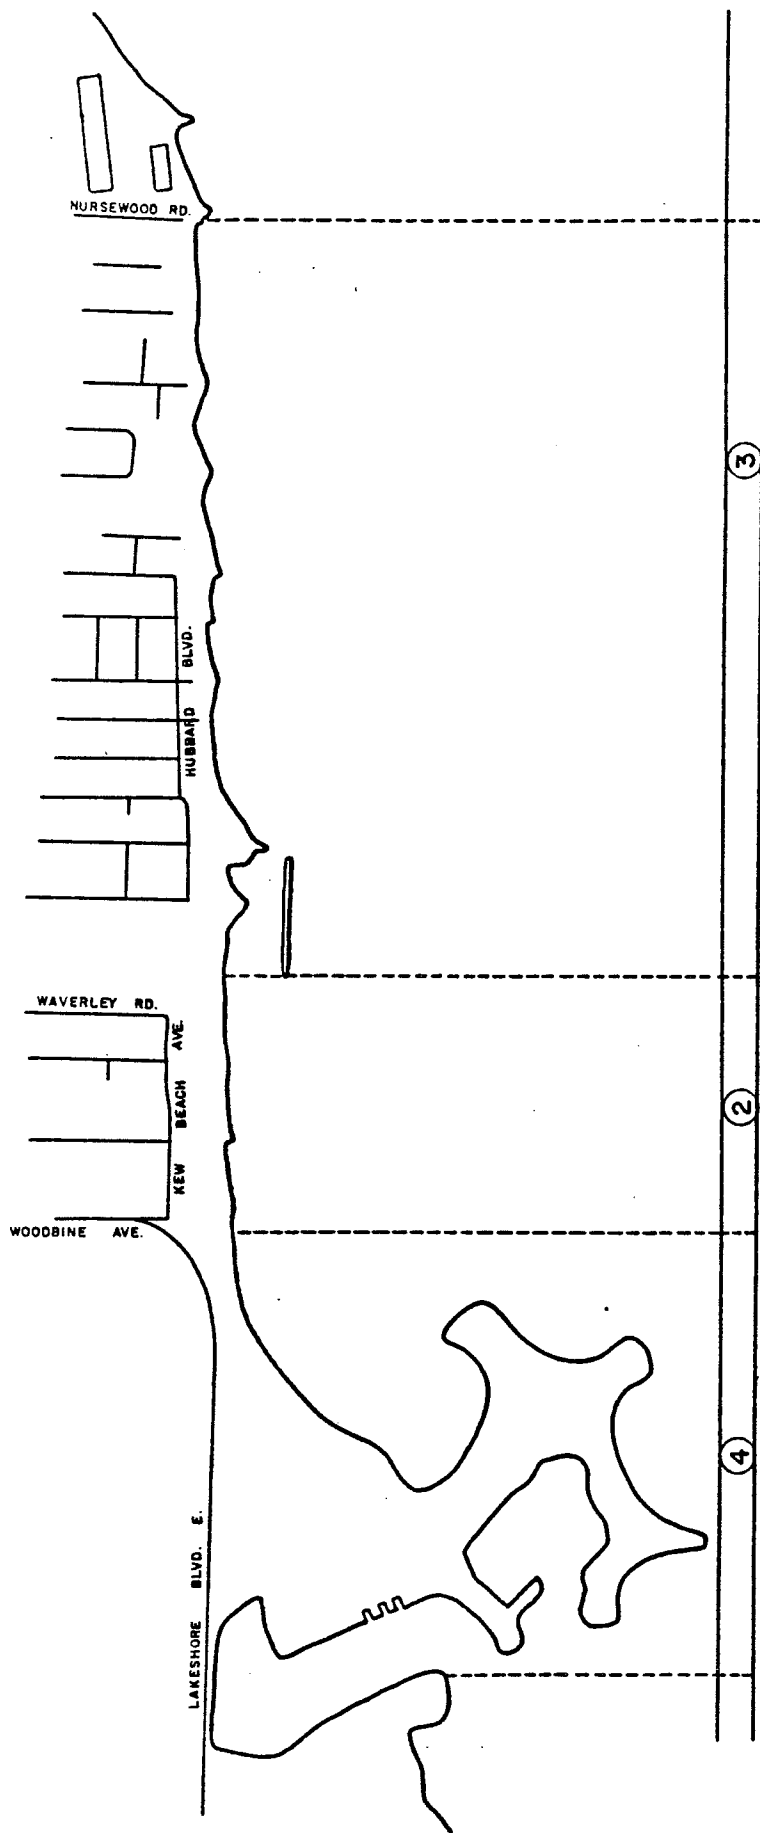 NURSEWOOD RD.
3
HUBBARD BLVD.
WAVERLEY RD.
KEW BEACH AVE.
2
WOODBINE AVE.
4
LAKESHORE BLVD. E.